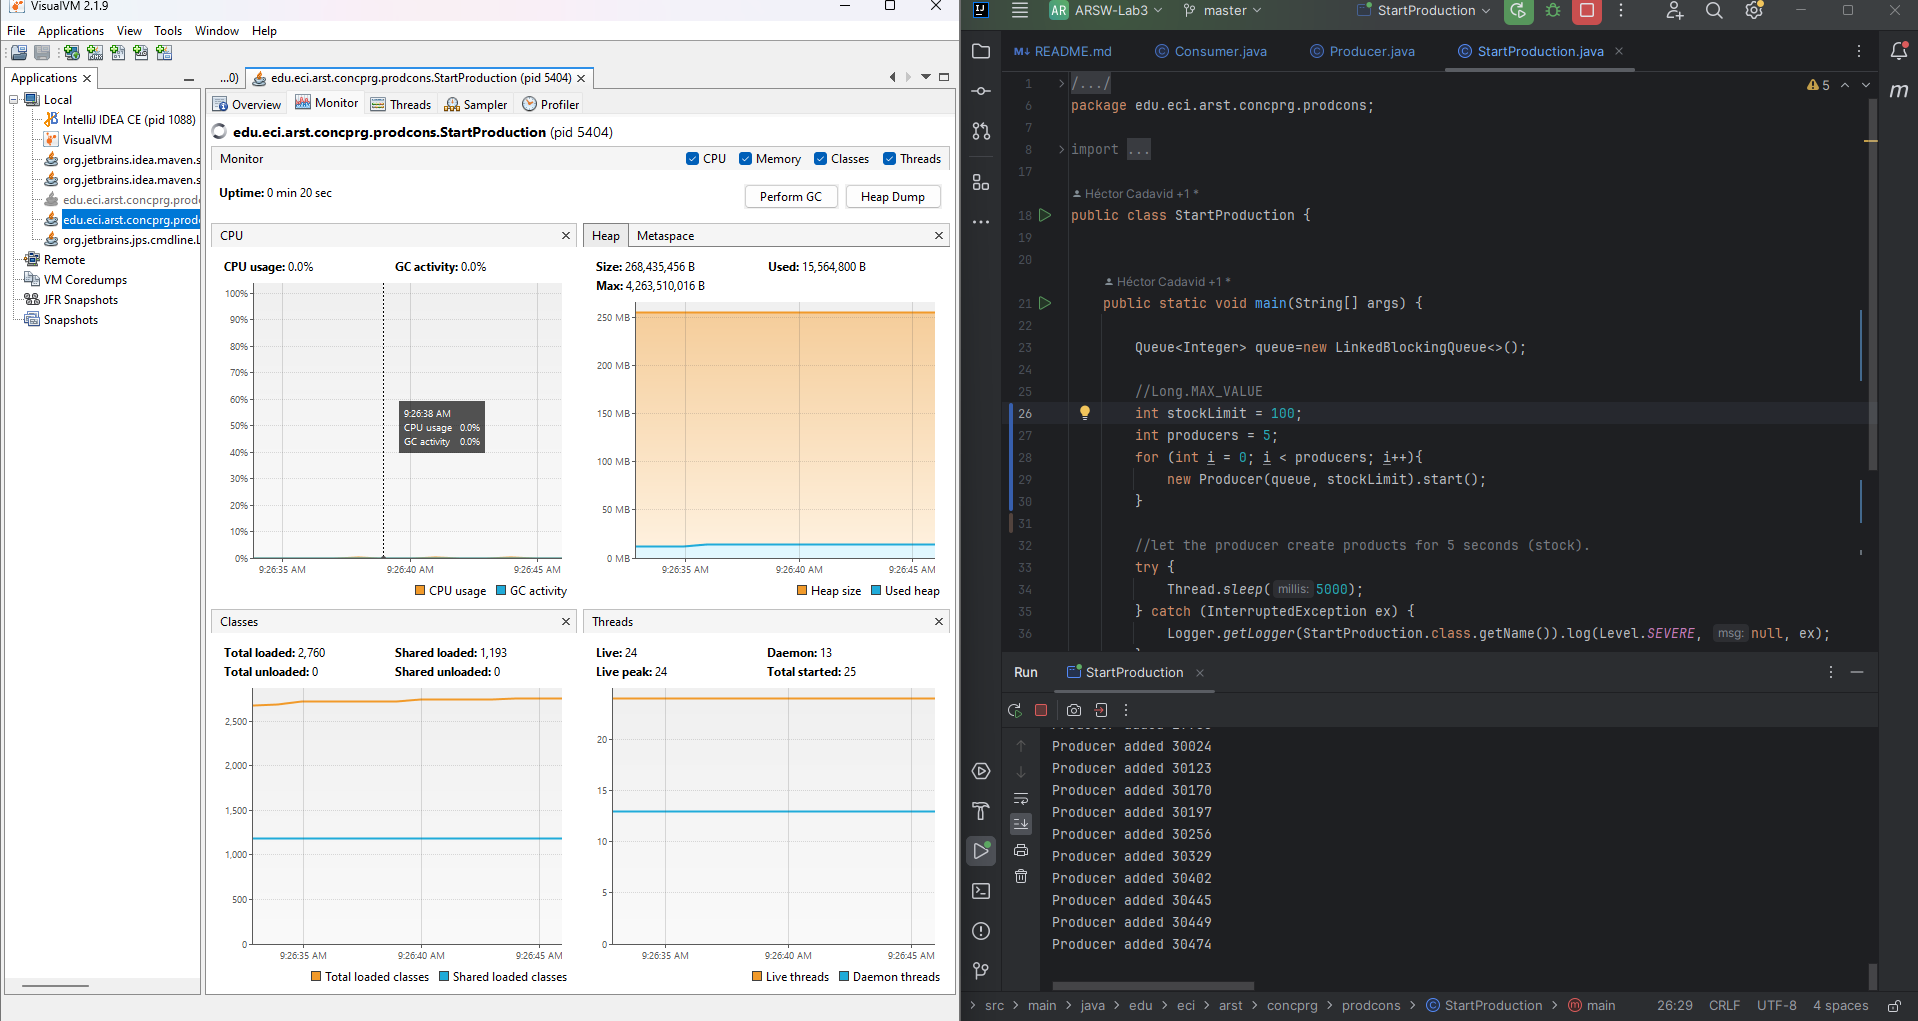 VisualVM 2.1.9
File Applications View Tools Window Help
Applications
Local
IntelliJ IDEA CE (pid 1088)
VisualVM
org.jetbrains.idea.maven.s
org.jetbrains.idea.maven.s
edu.eci.arst.concprg.prod
edu.eci.arst.concprg.prod
org.jetbrains.jps.cmdline.L
Remote
VM Coredumps
JFR Snapshots
Snapshots
...0) edu.eci.arst.concprg.prodcons.StartProduction (pid 5404)
Overview Monitor Threads Sampler Profiler
edu.eci.arst.concprg.prodcons.StartProduction (pid 5404)
Monitor CPU Memory Classes Threads
Uptime: 0 min 20 sec Perform GC Heap Dump
CPU
CPU usage: 0.0% GC activity: 0.0%
100%
90%
80%
70%
60%
50%
40%
30%
20%
10%
0%
9:26:38 AM
CPU usage 0.0%
GC activity 0.0%
9:26:35 AM 9:26:40 AM 9:26:45 AM
CPU usage GC activity
Heap Metaspace
Size: 268,435,456 B Used: 15,564,800 B
Max: 4,263,510,016 B
250 MB
200 MB
150 MB
100 MB
50 MB
0 MB
9:26:35 AM 9:26:40 AM 9:26:45 AM
Heap size Used heap
Classes
Total loaded: 2,760 Shared loaded: 1,193
Total unloaded: 0 Shared unloaded: 0
2,500
2,000
1,500
1,000
500
0
9:26:35 AM 9:26:40 AM 9:26:45 AM
Total loaded classes Shared loaded classes
Threads
Live: 24 Daemon: 13
Live peak: 24 Total started: 25
20
15
10
5
0
9:26:35 AM 9:26:40 AM 9:26:45 AM
Live threads Daemon threads
IJ AR ARSW-Lab3 master StartProduction
M↓ README.md Consumer.java Producer.java StartProduction.java
1 /.../ 5
6 package edu.eci.arst.concprg.prodcons;
7
8 import ...
17
Héctor Cadavid +1 *
18 public class StartProduction {
19
20
Héctor Cadavid +1 *
21 public static void main(String[] args) {
22
23 Queue<Integer> queue=new LinkedBlockingQueue<>();
24
25 //Long.MAX_VALUE
26 int stockLimit = 100;
27 int producers = 5;
28 for (int i = 0; i < producers; i++){
29 new Producer(queue, stockLimit).start();
30 }
31
32 //let the producer create products for 5 seconds (stock).
33 try {
34 Thread.sleep( millis: 5000);
35 } catch (InterruptedException ex) {
36 Logger.getLogger(StartProduction.class.getName()).log(Level.SEVERE, msg: null, ex);
Run StartProduction
Producer added 30024
Producer added 30123
Producer added 30170
Producer added 30197
Producer added 30256
Producer added 30329
Producer added 30402
Producer added 30445
Producer added 30449
Producer added 30474
src > main > java > edu > eci > arst > concprg > prodcons > StartProduction > main 26:29 CRLF UTF-8 4 spaces